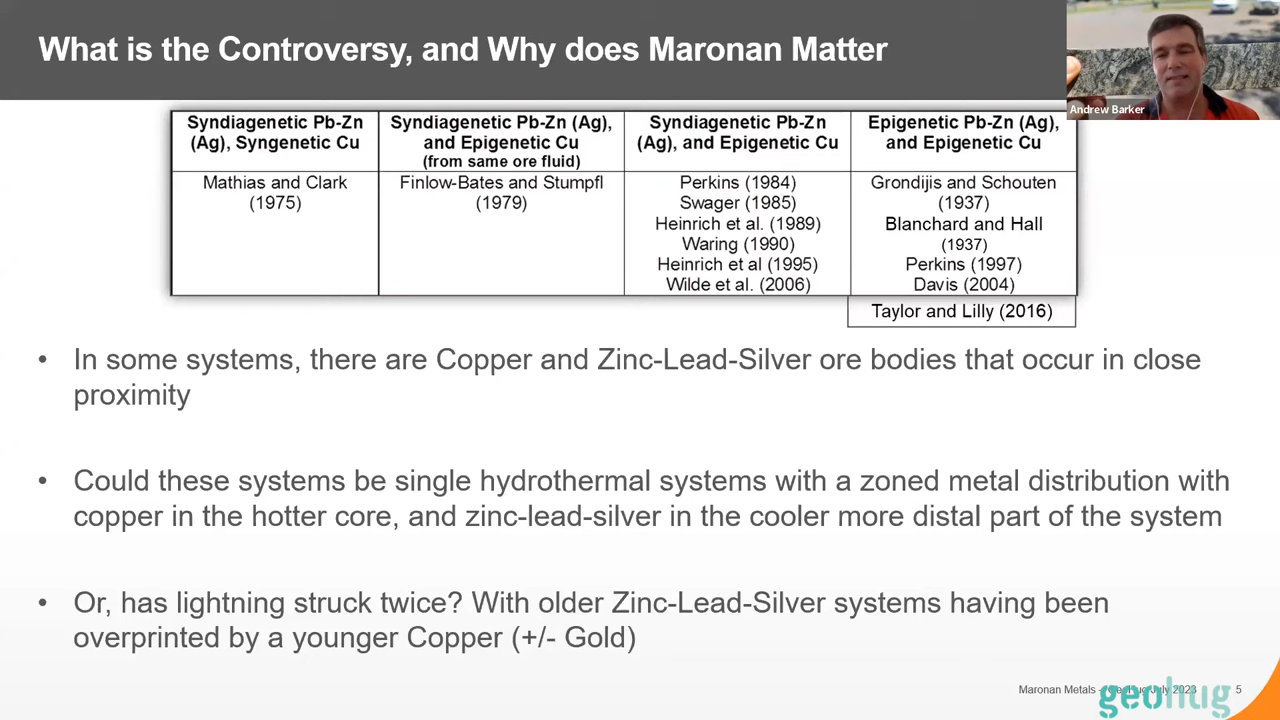 What is the Controversy, and Why does Maronan Matter
Andrew Barker
Syndiagenetic Pb-Zn
(Ag), Syngenetic Cu
Syndiagenetic Pb-Zn (Ag),
and Epigenetic Cu
(from same ore fluid)
Syndiagenetic Pb-Zn
(Ag), and Epigenetic Cu
Epigenetic Pb-Zn (Ag),
and Epigenetic Cu
Mathias and Clark
(1975)
Finlow-Bates and Stumpfl
(1979)
Perkins (1984)
Swager (1985)
Heinrich et al. (1989)
Waring (1990)
Heinrich et al (1995)
Wilde et al. (2006)
Grondijis and Schouten
(1937)
Blanchard and Hall
(1937)
Perkins (1997)
Davis (2004)
Taylor and Lilly (2016)
• In some systems, there are Copper and Zinc-Lead-Silver ore bodies that occur in close
proximity
• Could these systems be single hydrothermal systems with a zoned metal distribution with
copper in the hotter core, and zinc-lead-silver in the cooler more distal part of the system
• Or, has lightning struck twice? With older Zinc-Lead-Silver systems having been
overprinted by a younger Copper (+/- Gold)
Maronan Metals - July 2023 5
geohug